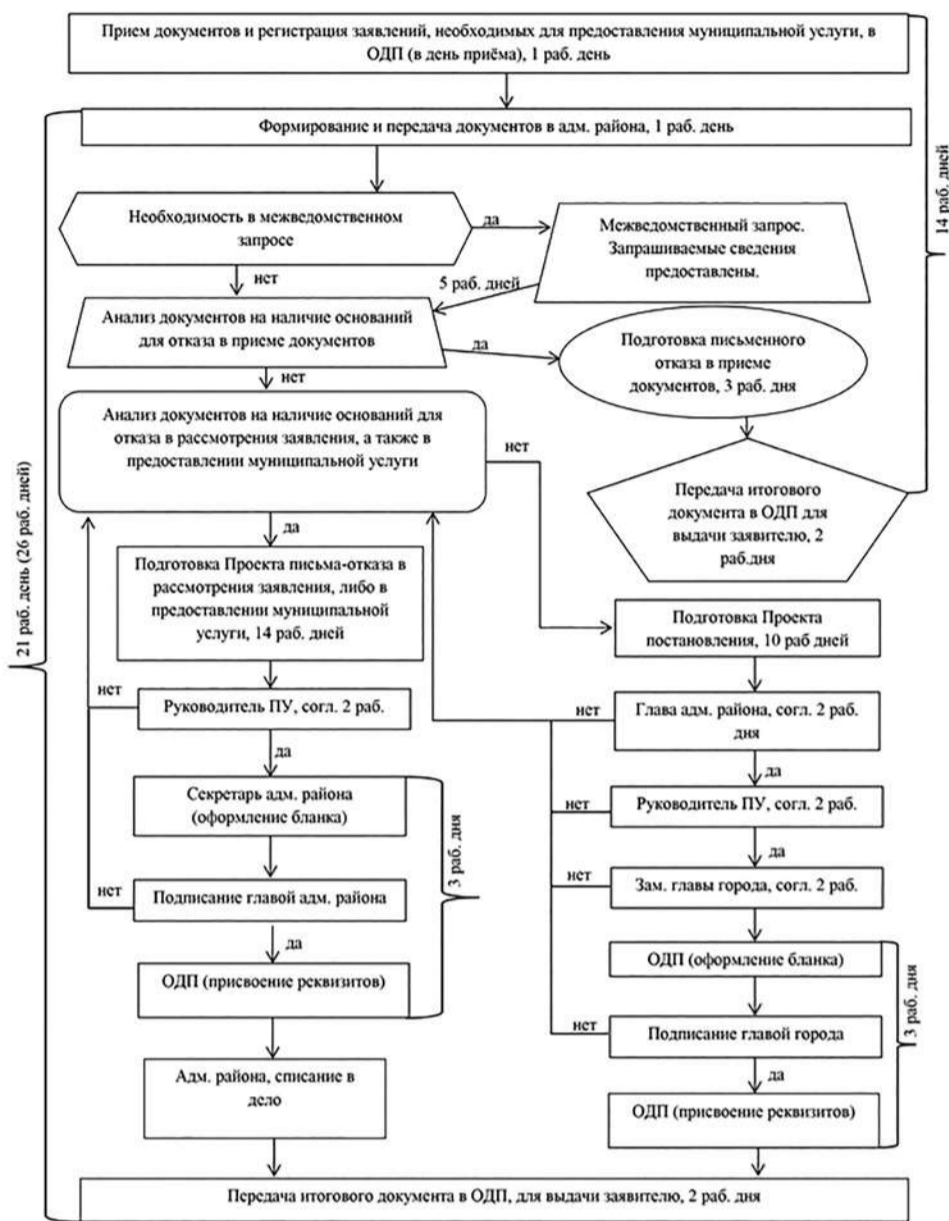 Прием документов и регистрация заявлений, необходимых для предоставления муниципальной услуги, в
ОДП (в день приёма), 1 раб. день
Формирование и передача документов в адм. района, 1 раб. день
14 раб. дней
Необходимость в межведомственном
запросе
да
Межведомственный запрос.
Запрашиваемые сведения
предоставлены.
нет
5 раб. дней
Анализ документов на наличие оснований
для отказа в приеме документов
да
Подготовка письменного
отказа в приеме
документов, 3 раб. дня
нет
Анализ документов на наличие оснований для
отказа в рассмотрения заявления, а также в
предоставлении муниципальной услуги
нет
Передача итогового
документа в ОДП для
выдачи заявителю, 2
раб.дня
21 раб. день (26 раб. дней)
да
Подготовка Проекта письма-отказа в
рассмотрения заявления, либо в
предоставлении муниципальной
услуги, 14 раб. дней
Подготовка Проекта
постановления, 10 раб дней
нет
Руководитель ПУ, согл. 2 раб.
нет
Глава адм. района, согл. 2 раб.
дня
да
да
Секретарь адм. района
(оформление бланка)
нет
Руководитель ПУ, согл. 2 раб.
3 раб. дня
да
нет
Подписание главой адм. района
нет
Зам. главы города, согл. 2 раб.
да
ОДП (оформление бланка)
ОДП (присвоение реквизитов)
3 раб. дня
нет
Подписание главой города
да
Адм. района, списание в
дело
ОДП (присвоение реквизитов)
Передача итогового документа в ОДП, для выдачи заявителю, 2 раб. дня